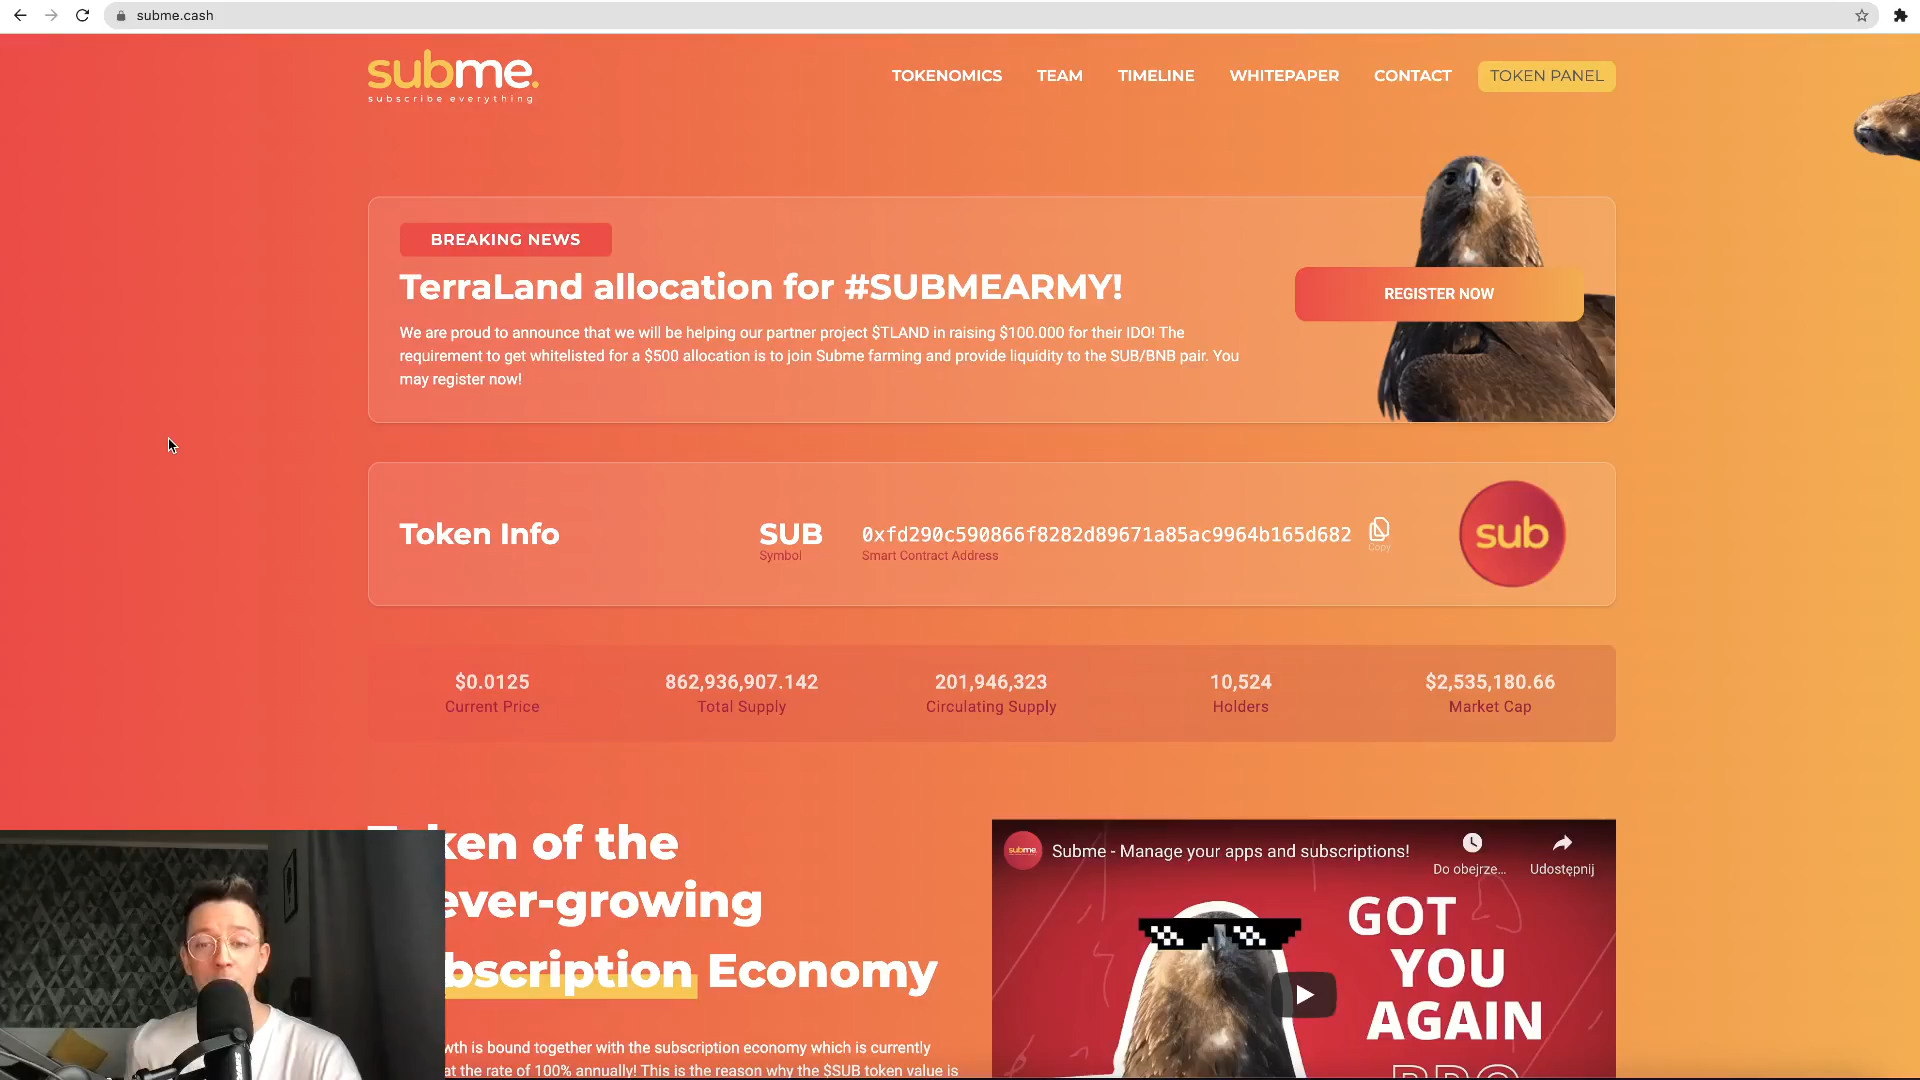 subme.cash
subme.
subscribe everything
TOKENOMICS
TEAM
TIMELINE
WHITEPAPER
CONTACT
TOKEN PANEL
BREAKING NEWS
TerraLand allocation for #SUBMEARMY!
REGISTER NOW
We are proud to announce that we will be helping our partner project $TLAND in raising $100.000 for their IDO! The
requirement to get whitelisted for a $500 allocation is to join Subme farming and provide liquidity to the SUB/BNB pair. You
may register now!
Token Info
SUB
Symbol
0xfd290c590866f8282d89671a85ac9964b165d682
Smart Contract Address
Copy
sub
$0.0125
Current Price
862,936,907.142
Total Supply
201,946,323
Circulating Supply
10,524
Holders
$2,535,180.66
Market Cap
ken of the
ever-growing
bscription Economy
wth is bound together with the subscription economy which is currently
at the rate of 100% annually! This is the reason why the $SUB token value is
subme.
Subme - Manage your apps and subscriptions!
Do obejrze...
Udostępnij
GOT
YOU
AGAIN